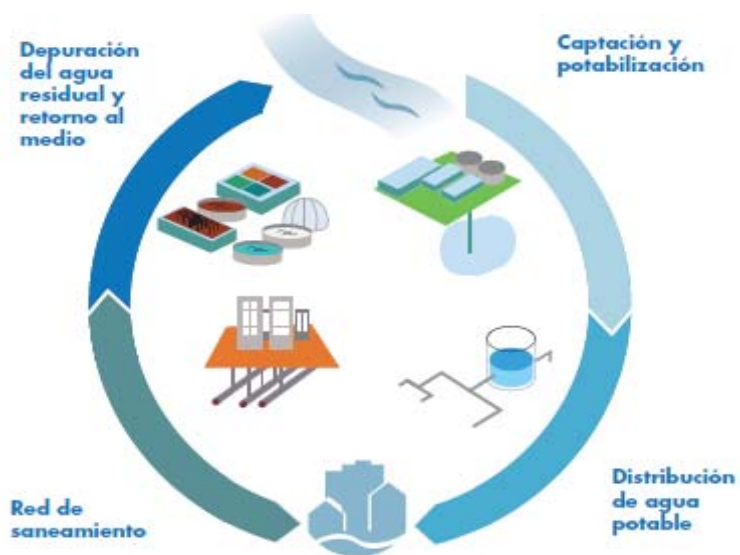 Depuración
del agua
residual y
retorno al
medio
Captación y
potabilización
Red de
saneamiento
Distribución
de agua
potable